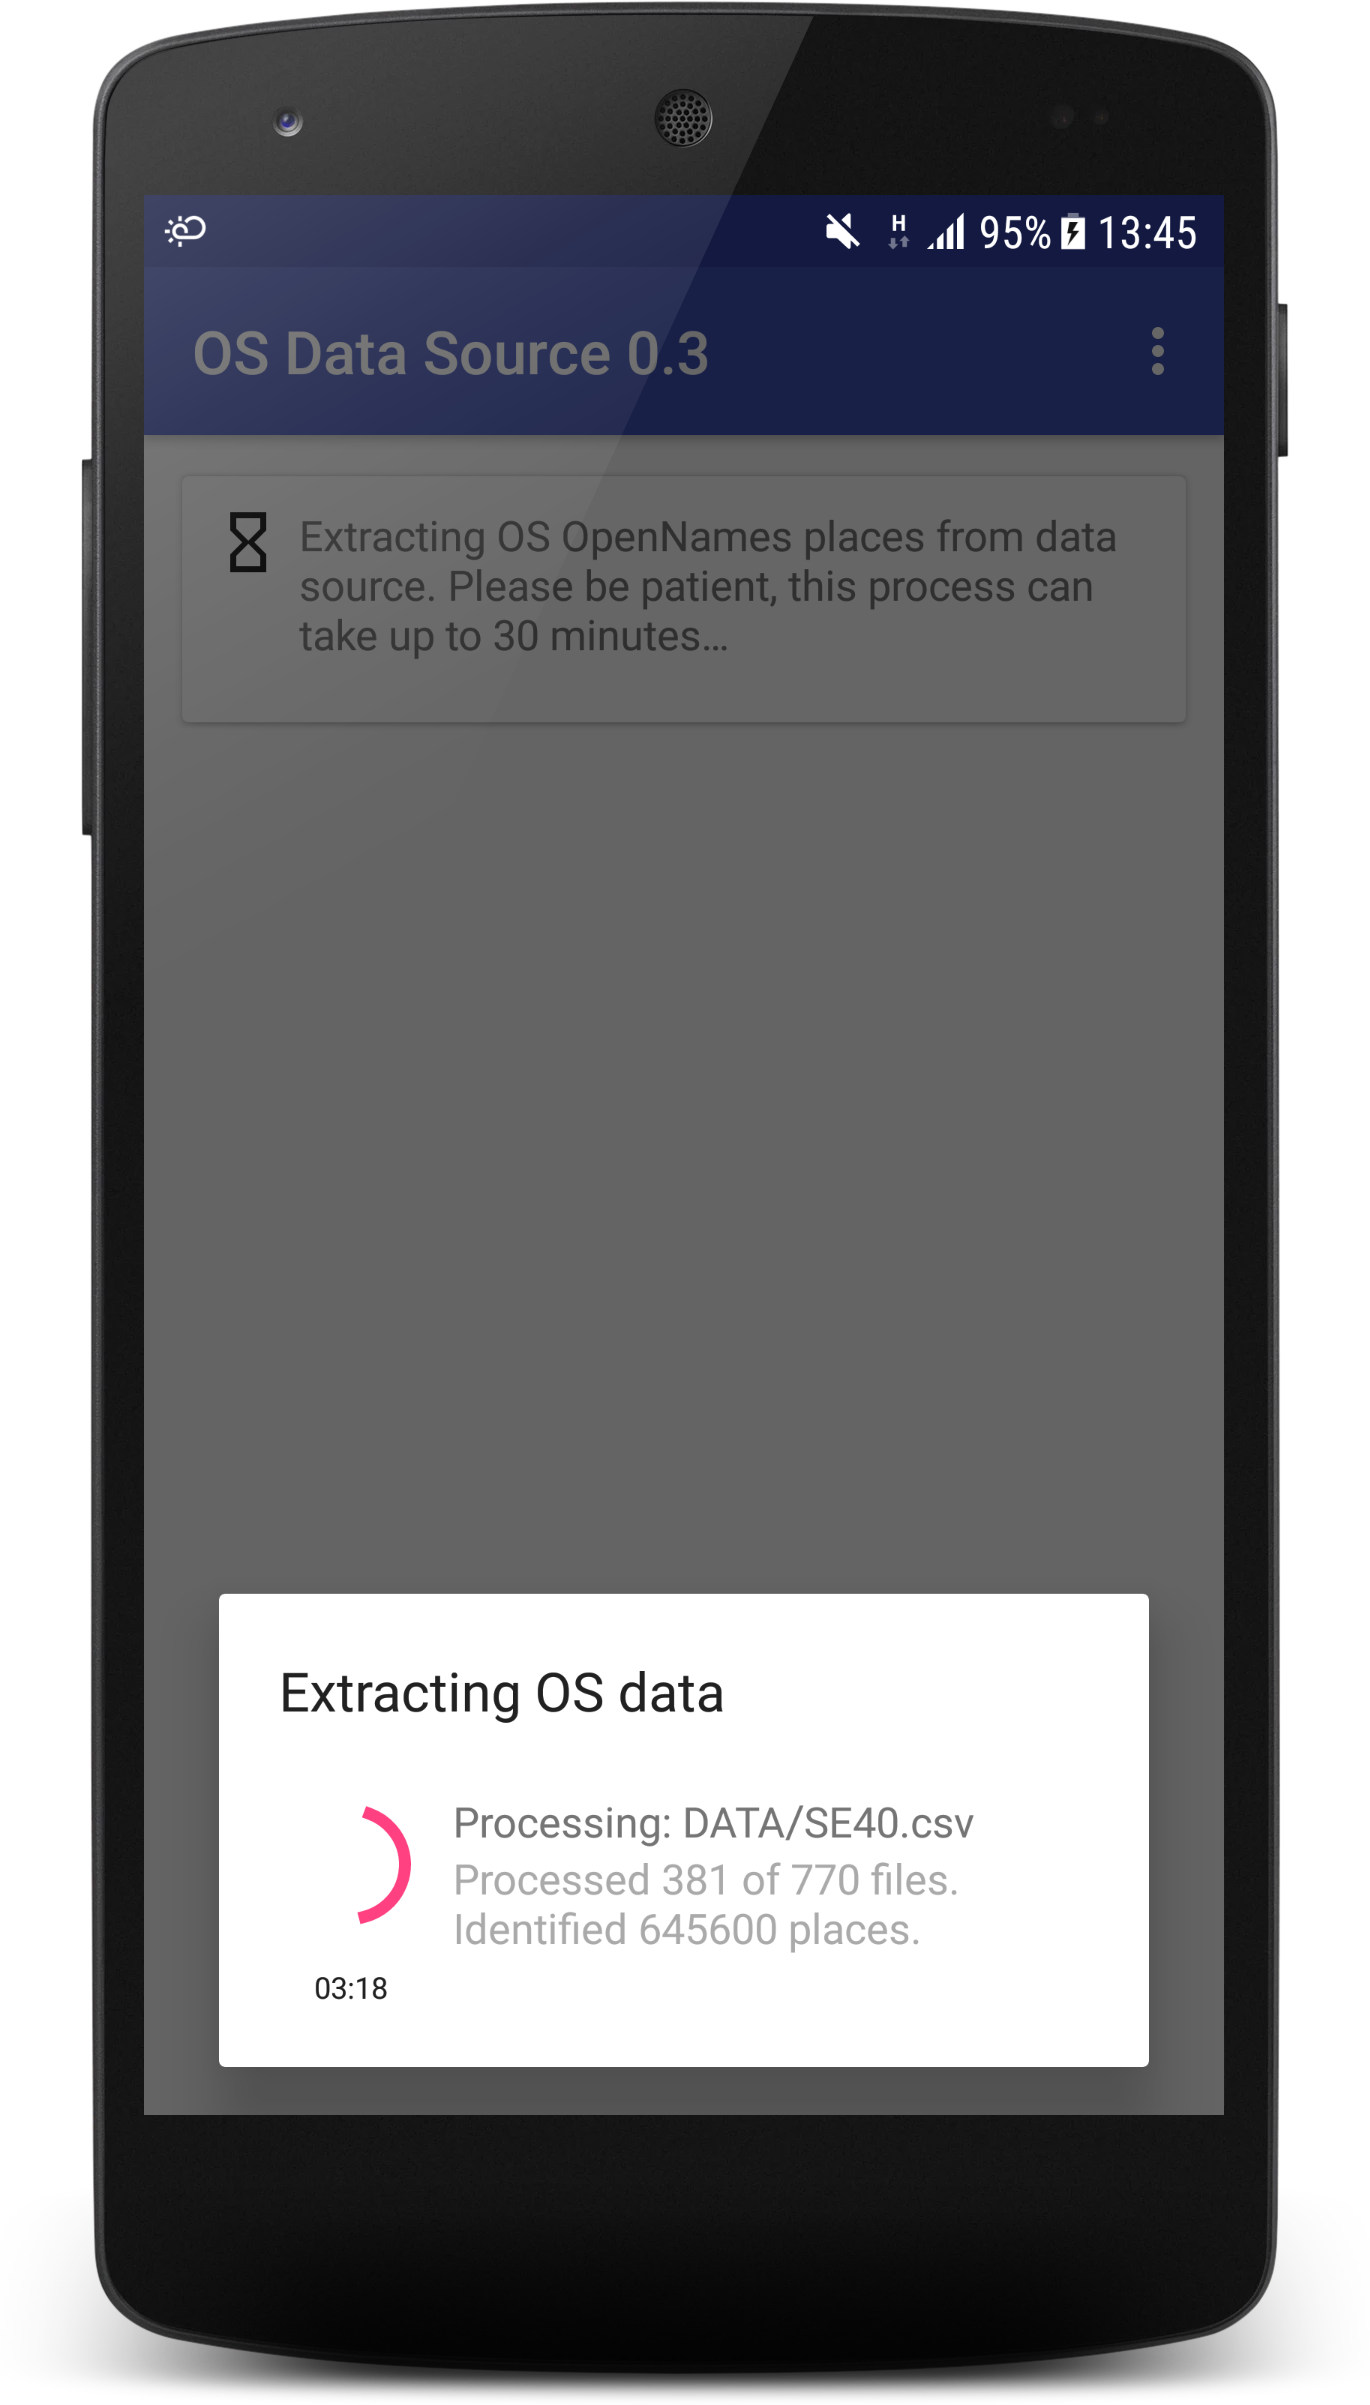 H 95% 13:45
OS Data Source 0.3
Extracting OS OpenNames places from data
source. Please be patient, this process can
take up to 30 minutes…
Extracting OS data
Processing: DATA/SE40.csv
Processed 381 of 770 files.
Identified 645600 places.
03:18